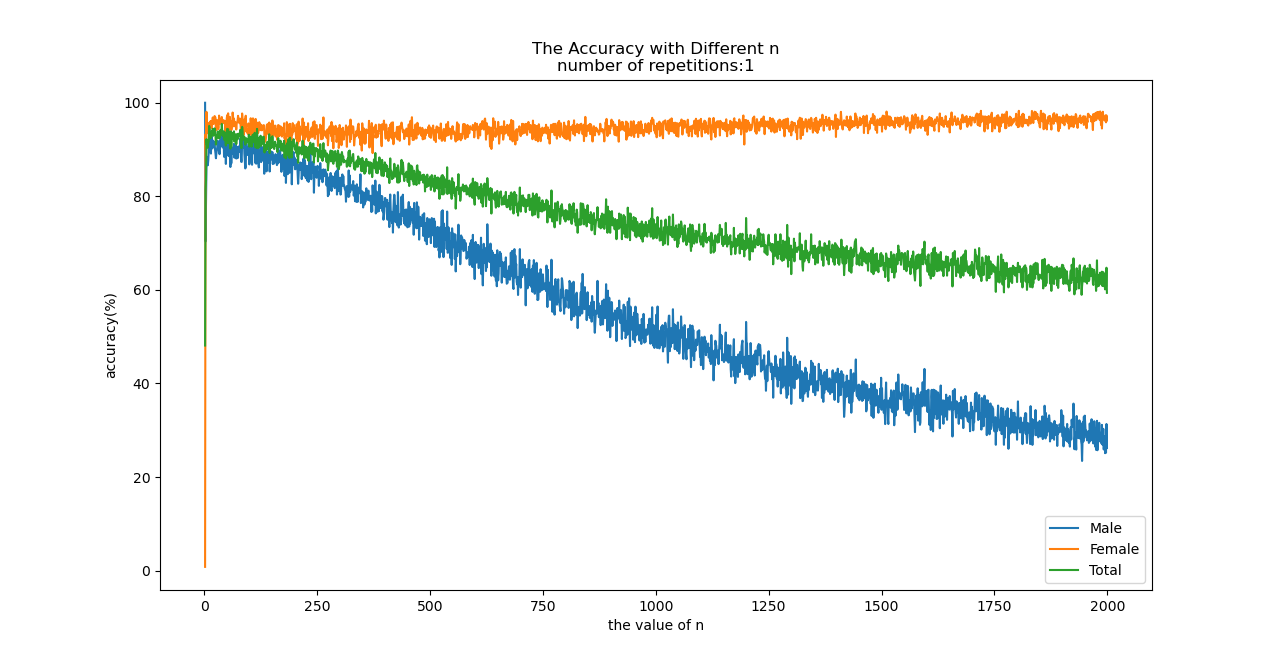 The Accuracy with Different n
number of repetitions:1
accuracy(%)
100
80
60
40
20
0
0 250 500 750 1000 1250 1500 1750 2000
the value of n
Male
Female
Total